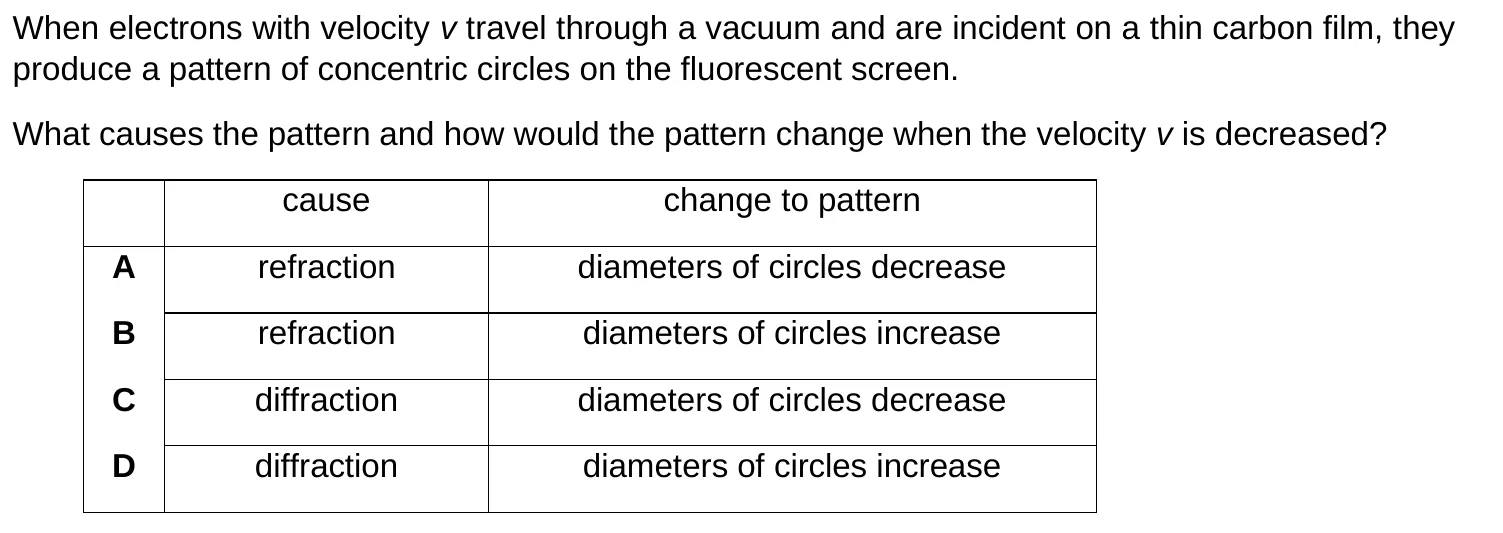 When electrons with velocity v travel through a vacuum and are incident on a thin carbon film, they
produce a pattern of concentric circles on the fluorescent screen.
What causes the pattern and how would the pattern change when the velocity v is decreased?
cause change to pattern
A refraction diameters of circles decrease
B refraction diameters of circles increase
C diffraction diameters of circles decrease
D diffraction diameters of circles increase